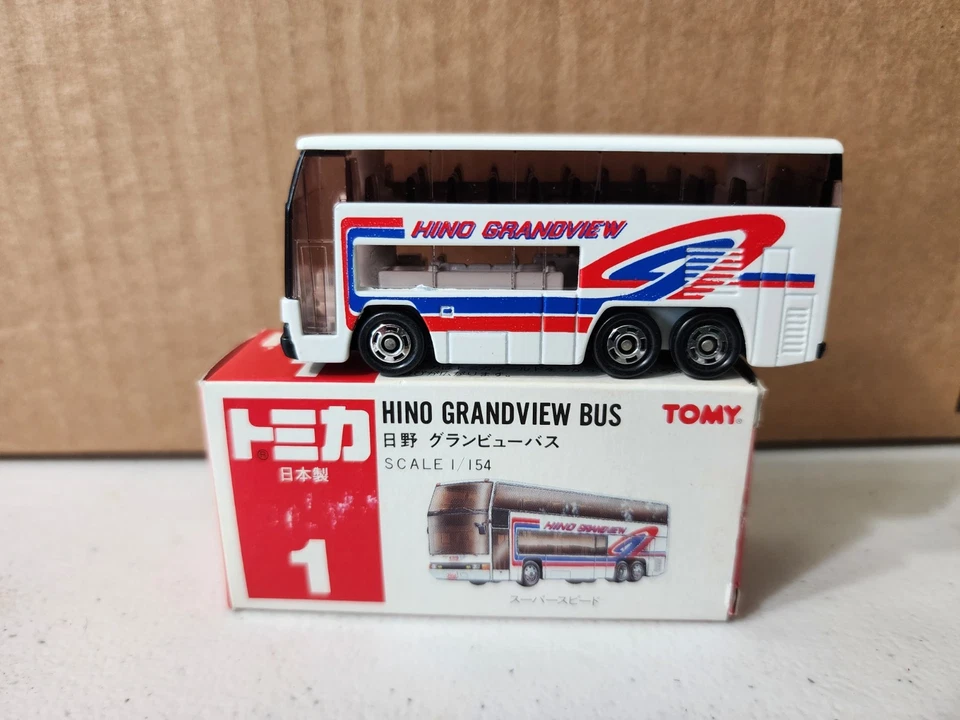 HINO GRANDVIEW
トミカ®
日本製
1
HINO GRANDVIEW BUS
日野 グランビューバス
SCALE 1/154
TOMY®
HINO GRANDVIEW
スーパースピード